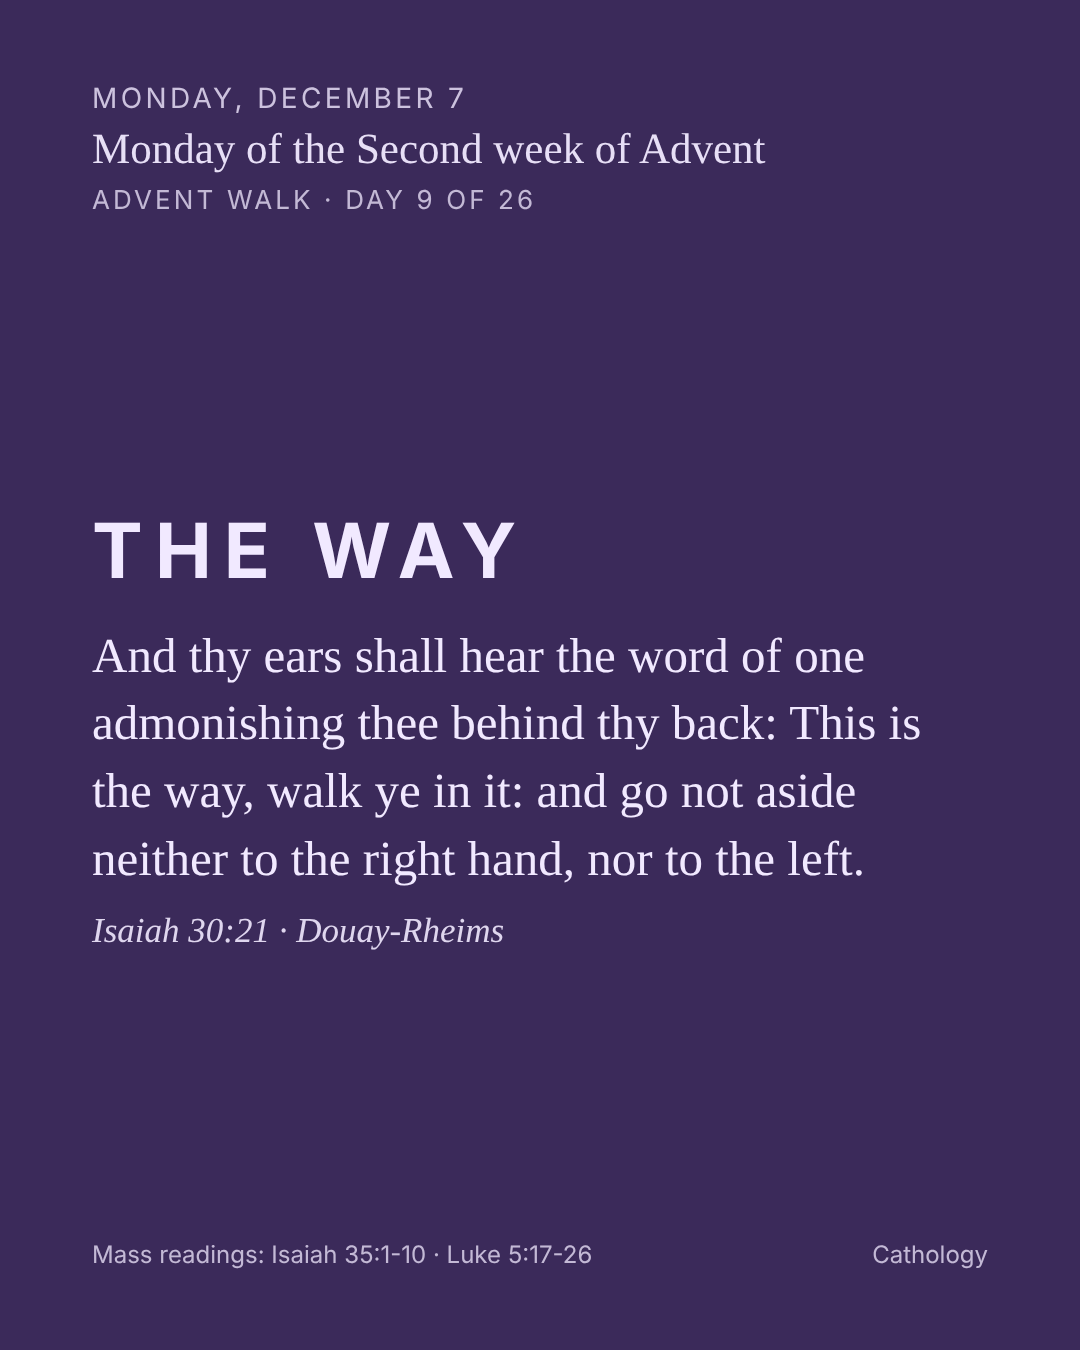 MONDAY, DECEMBER 7
Monday of the Second week of Advent
ADVENT WALK · DAY 9 OF 26
THE WAY
And thy ears shall hear the word of one
admonishing thee behind thy back: This is
the way, walk ye in it: and go not aside
neither to the right hand, nor to the left.
Isaiah 30:21 · Douay-Rheims
Mass readings: Isaiah 35:1-10 · Luke 5:17-26
Cathology